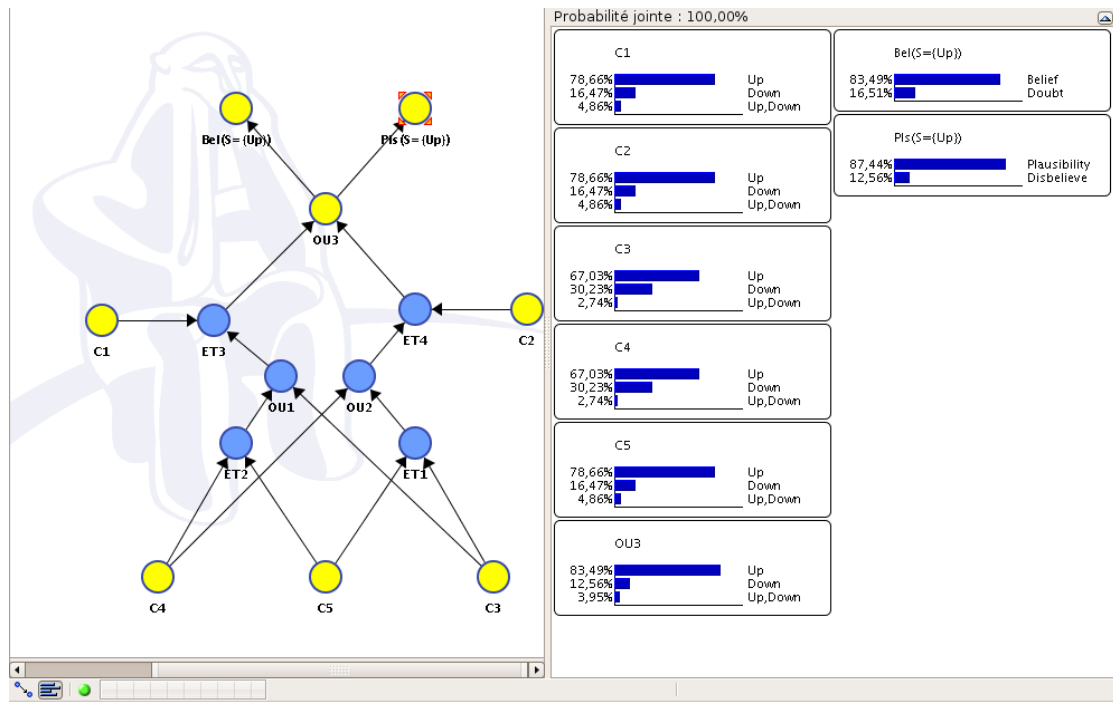 Probabilité jointe : 100,00%
Bel(S={Up})
Pls(S={Up})
OU3
C1
ET3
ET4
C2
OU1
OU2
ET2
ET1
C4
C5
C3
C1
78,66% Up
16,47% Down
4,86% Up,Down
C2
78,66% Up
16,47% Down
4,86% Up,Down
C3
67,03% Up
30,23% Down
2,74% Up,Down
C4
67,03% Up
30,23% Down
2,74% Up,Down
C5
78,66% Up
16,47% Down
4,86% Up,Down
OU3
83,49% Up
12,56% Down
3,95% Up,Down
Bel(S={Up})
83,49% Belief
16,51% Doubt
Pls(S={Up})
87,44% Plausibility
12,56% Disbelieve